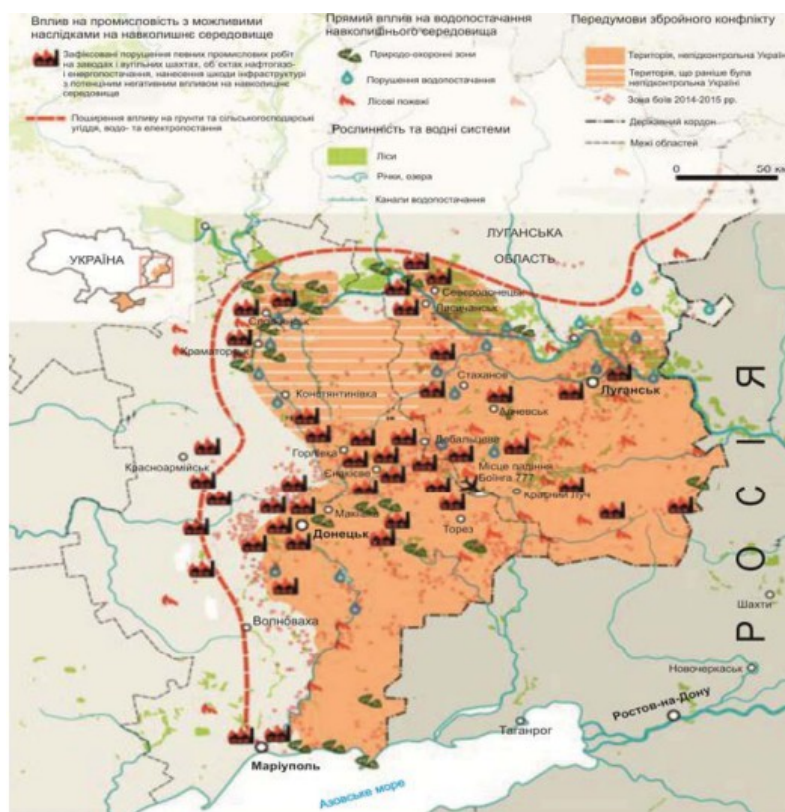 Вплив на промисловість з можливими
наслідками на навколишнє середовище
Зафіксовані порушення певних промислових робіт
на заводах і вугільних шахтах, об'єктах нафтогазо-
і енергопостачання, нанесення шкоди інфраструктурі
з потенціним негативним впливом на навколишнє
середовище
Поширення впливу на ґрунти та сільськогосподарські
угіддя, водо- та електропостання
Прямий вплив на водопостачання
навколишнього середовища
Природо-охоронні зони
Порушення водопостачання
Лісові пожежі
Рослинність та водні системи
Ліси
Річки, озера
Канали водопостачання
Передумови збройного конфлікту
Територія, непідконтрольна Україні
Територія, що раніше була
непідконтрольна Україні
Зона боїв 2014-2015 рр.
Державний кордон
Межі областей
0 50 км
УКРАЇНА
ЛУГАНСЬКА
ОБЛАСТЬ
Сєвєродонецьк
Лисичанськ
Краматорськ
Стаханов
Луганськ
Констянтинівка
Алчевськ
Дебальцеве
Горлівка
Красноармійськ
Єнакієве
Місце падіння
Боїнга 777
Красний Луч
Макіївка
Донецьк
Торез
РОСІЯ
Шахти
Волноваха
Новочеркаськ
Ростов-на-Дону
Таганрог
Маріуполь
Азовське море